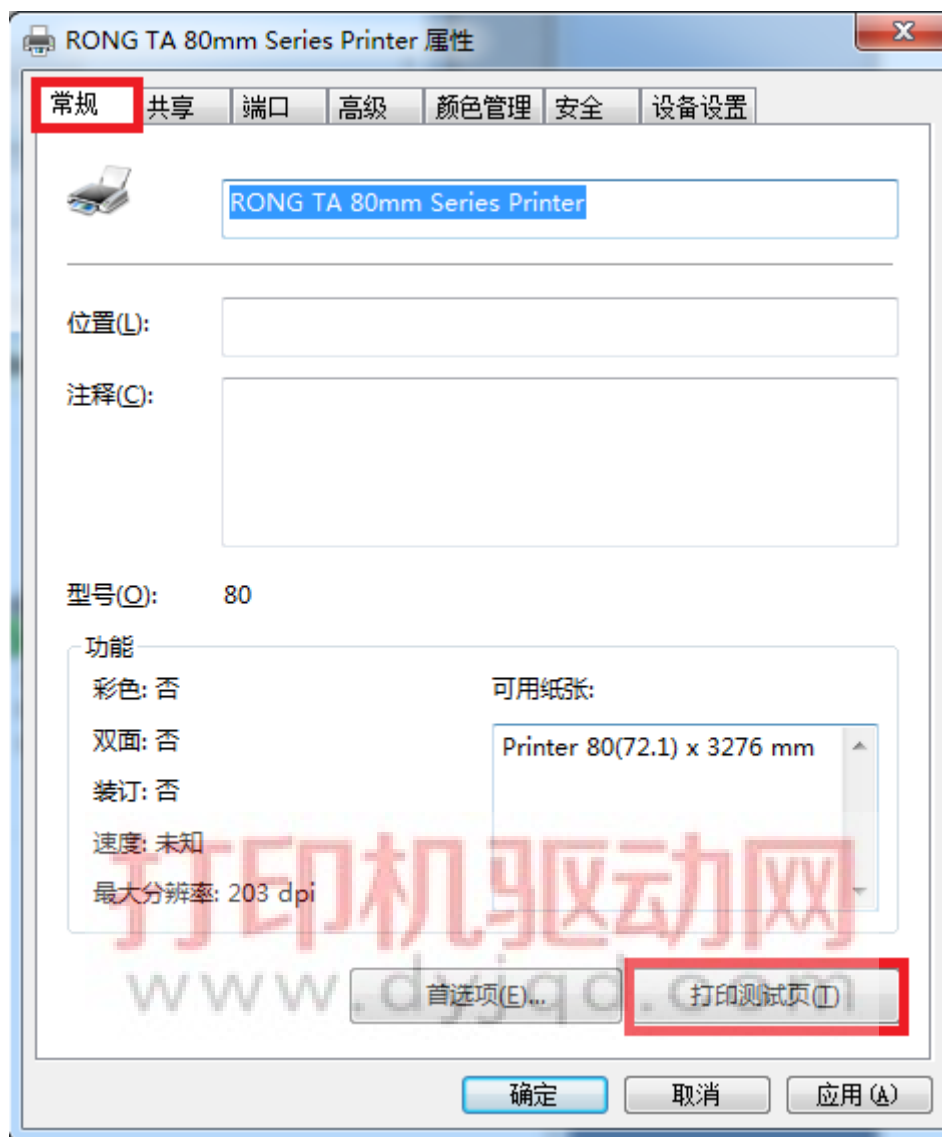 RONG TA 80mm Series Printer 属性
常规 共享 端口 高级 颜色管理 安全 设备设置
RONG TA 80mm Series Printer
位置(L):
注释(C):
型号(O): 80
功能
彩色: 否 可用纸张:
双面: 否 Printer 80(72.1) x 3276 mm
装订: 否
速度: 未知
最大分辨率: 203 dpi
打印机驱动网
www.dyjqd.com
首选项(E)... 打印测试页(T)
确定 取消 应用(A)